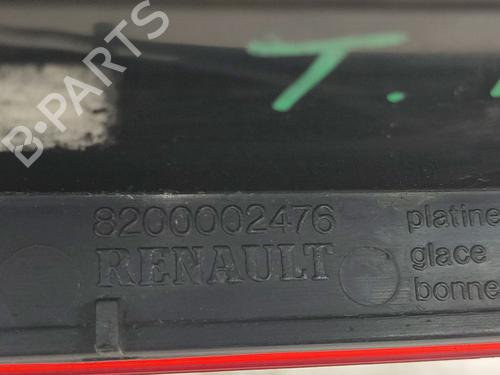 B-PARTS
T.
8200002476
RENAULT
platine
glace
bonne